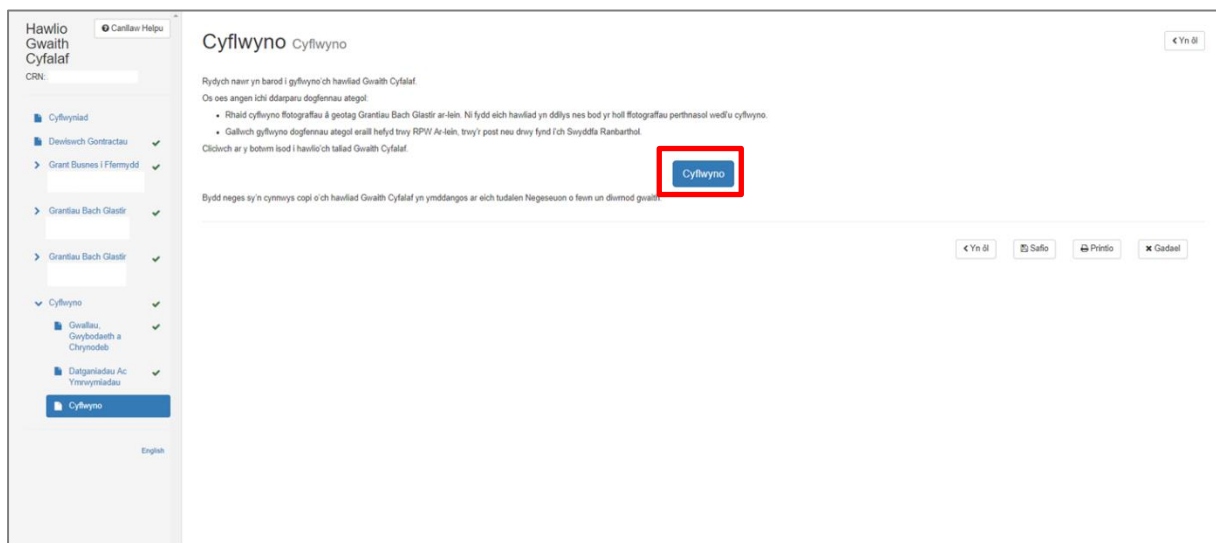 Hawlio
Gwaith
Cyfalaf
Canllaw Helpu
CRN:
Cyflwyniad
Dewiswch Gontractau
Grant Busnes i Ffermydd
Grantiau Bach Glastir
Grantiau Bach Glastir
Cyflwyno
Gwallau,
Gwybodaeth a
Chrynodeb
Datganiadau Ac
Ymrwymiadau
Cyflwyno
English
Cyflwyno Cyflwyno
Yn ôl
Rydych nawr yn barod i gyflwyno'ch hawliad Gwaith Cyfalaf.
Os oes angen ichi ddarparu dogfennau ategol:
• Rhaid cyflwyno ffotograffau â geotag Grantiau Bach Glastir ar-lein. Ni fydd eich hawliad yn ddilys nes bod yr holl ffotograffau perthnasol wedi'u cyflwyno.
• Gallwch gyflwyno dogfennau ategol eraill hefyd trwy RPW Ar-lein, trwy'r post neu drwy fynd i'ch Swyddfa Ranbarthol.
Cliciwch ar y botwm isod i hawlio'ch taliad Gwaith Cyfalaf.
Cyflwyno
Bydd neges sy'n cynnwys copi o'ch hawliad Gwaith Cyfalaf yn ymddangos ar eich tudalen Negeseuon o fewn un diwrnod gwaith.
Yn ôl Safio Printio Gadael